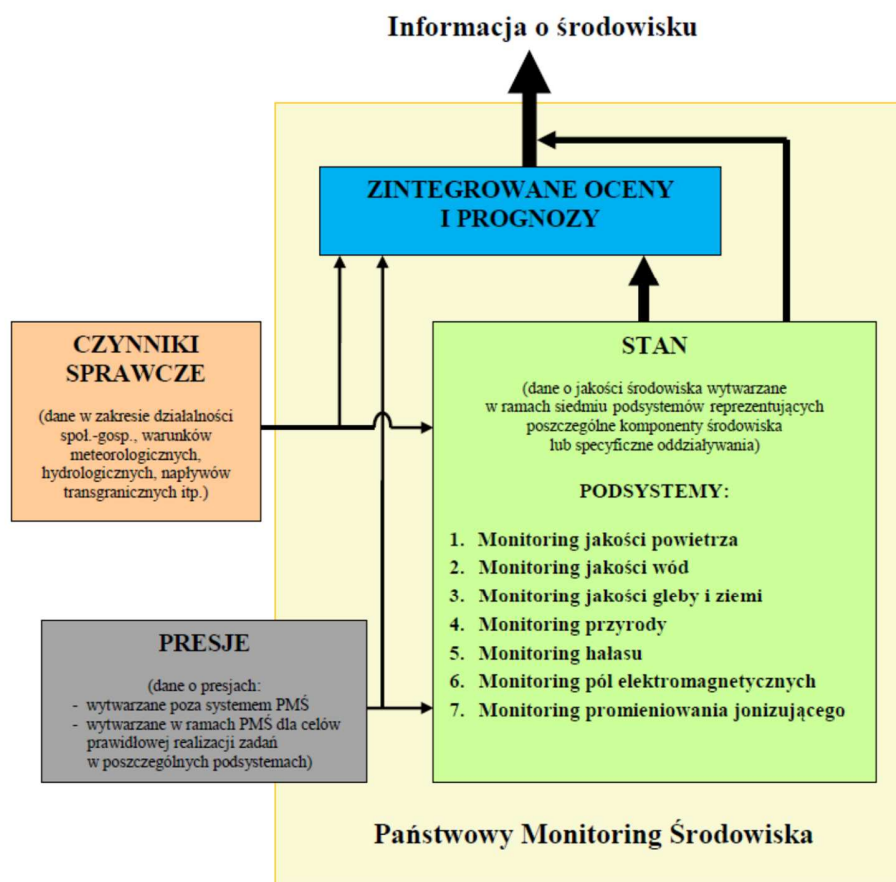 Informacja o środowisku
ZINTEGROWANE OCENY
I PROGNOZY
CZYNNIKI
SPRAWCZE
(dane w zakresie działalności
społ.-gosp., warunków
meteorologicznych,
hydrologicznych, napływów
transgranicznych itp.)
STAN
(dane o jakości środowiska wytwarzane
w ramach siedmiu podsystemów reprezentujących
poszczególne komponenty środowiska
lub specyficzne oddziaływania)
PODSYSTEMY:
1. Monitoring jakości powietrza
2. Monitoring jakości wód
3. Monitoring jakości gleby i ziemi
4. Monitoring przyrody
5. Monitoring hałasu
6. Monitoring pól elektromagnetycznych
7. Monitoring promieniowania jonizującego
PRESJE
(dane o presjach:
- wytwarzane poza systemem PMŚ
- wytwarzane w ramach PMŚ dla celów
prawidłowej realizacji zadań
w poszczególnych podsystemach)
Państwowy Monitoring Środowiska